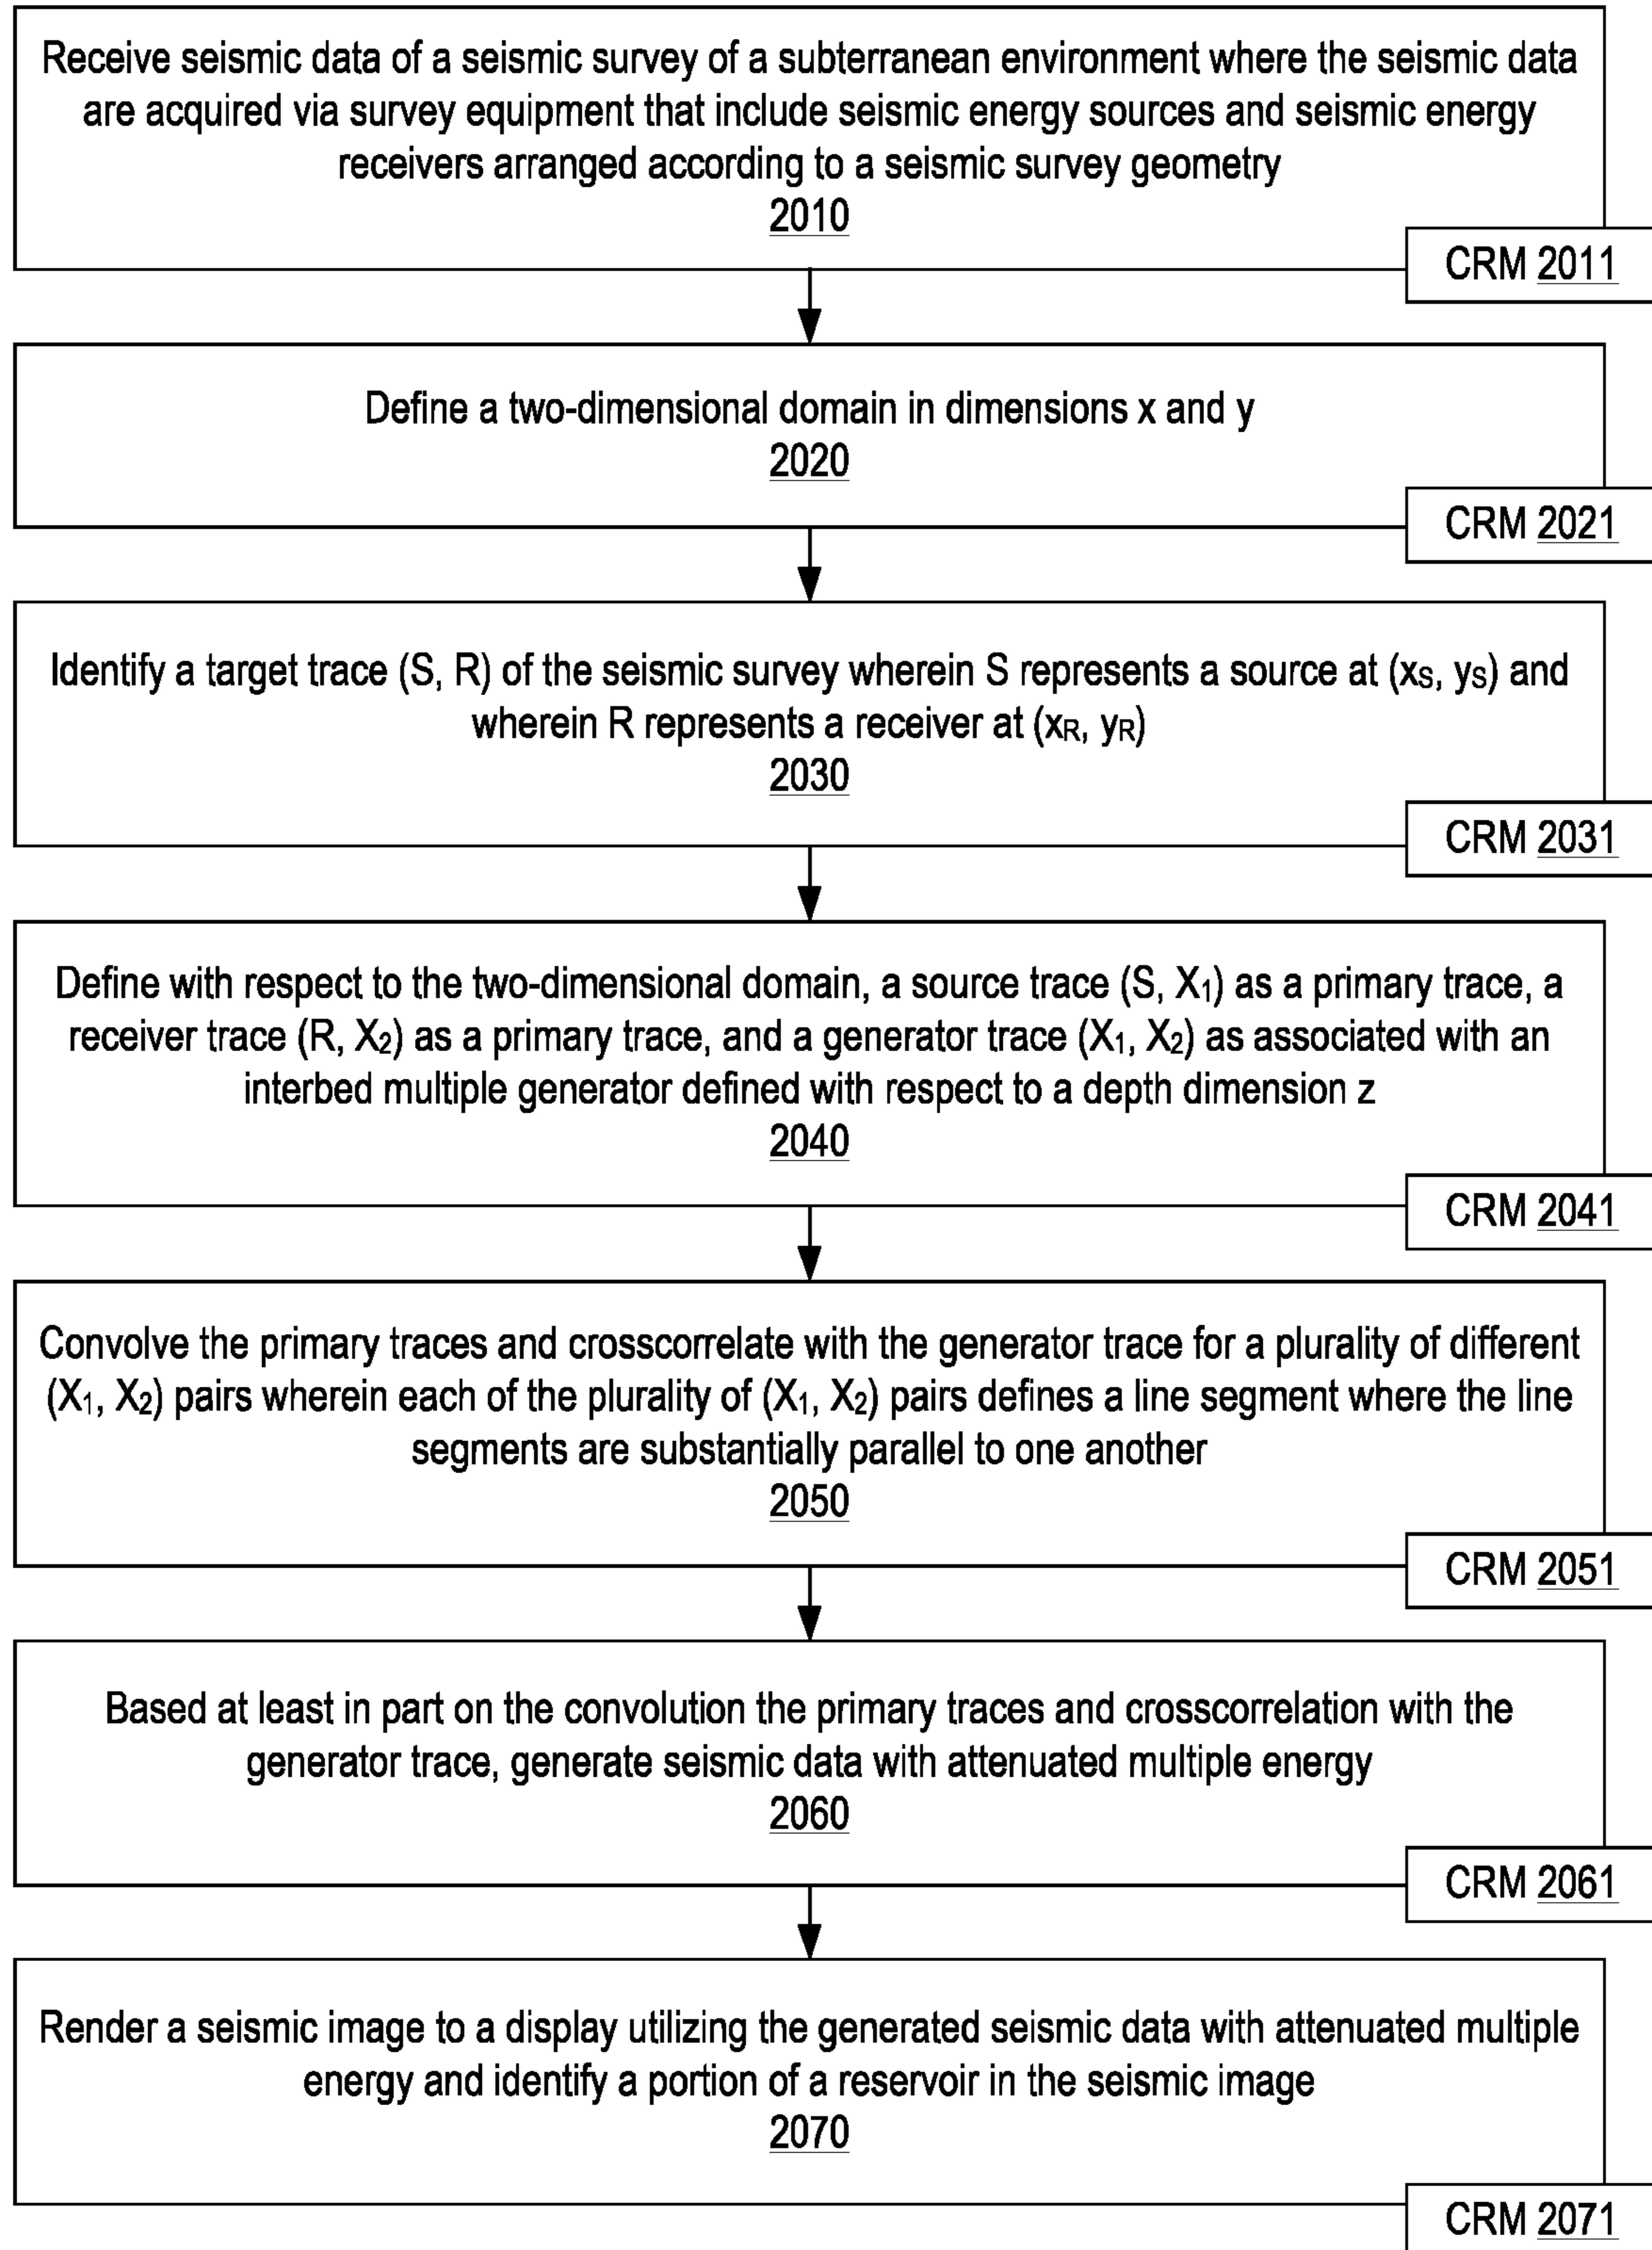 Receive seismic data of a seismic survey of a subterranean environment where the seismic data
are acquired via survey equipment that include seismic energy sources and seismic energy
receivers arranged according to a seismic survey geometry
2010
CRM 2011
Define a two-dimensional domain in dimensions x and y
2020
CRM 2021
Identify a target trace (S, R) of the seismic survey wherein S represents a source at (xS, yS) and
wherein R represents a receiver at (xR, yR)
2030
CRM 2031
Define with respect to the two-dimensional domain, a source trace (S, X1) as a primary trace, a
receiver trace (R, X2) as a primary trace, and a generator trace (X1, X2) as associated with an
interbed multiple generator defined with respect to a depth dimension z
2040
CRM 2041
Convolve the primary traces and crosscorrelate with the generator trace for a plurality of different
(X1, X2) pairs wherein each of the plurality of (X1, X2) pairs defines a line segment where the line
segments are substantially parallel to one another
2050
CRM 2051
Based at least in part on the convolution the primary traces and crosscorrelation with the
generator trace, generate seismic data with attenuated multiple energy
2060
CRM 2061
Render a seismic image to a display utilizing the generated seismic data with attenuated multiple
energy and identify a portion of a reservoir in the seismic image
2070
CRM 2071